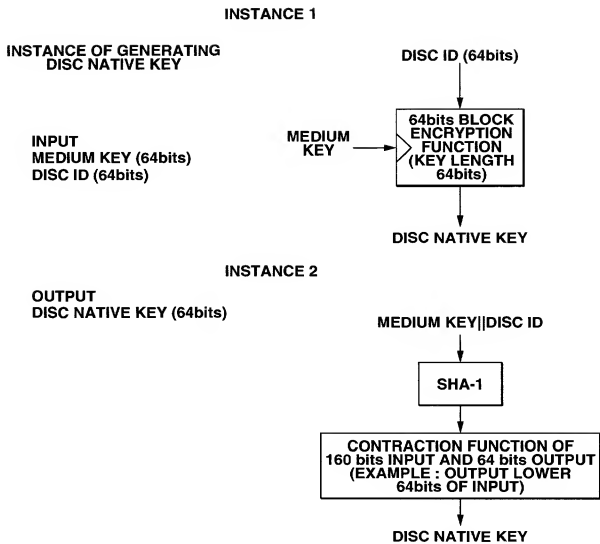 INSTANCE 1
INSTANCE OF GENERATING
DISC NATIVE KEY
INPUT
MEDIUM KEY (64bits)
DISC ID (64bits)
DISC ID (64bits)
MEDIUM
KEY
64bits BLOCK
ENCRYPTION
FUNCTION
(KEY LENGTH
64bits)
DISC NATIVE KEY
INSTANCE 2
OUTPUT
DISC NATIVE KEY (64bits)
MEDIUM KEY||DISC ID
SHA-1
CONTRACTION FUNCTION OF
160 bits INPUT AND 64 bits OUTPUT
(EXAMPLE : OUTPUT LOWER
64bits OF INPUT)
DISC NATIVE KEY